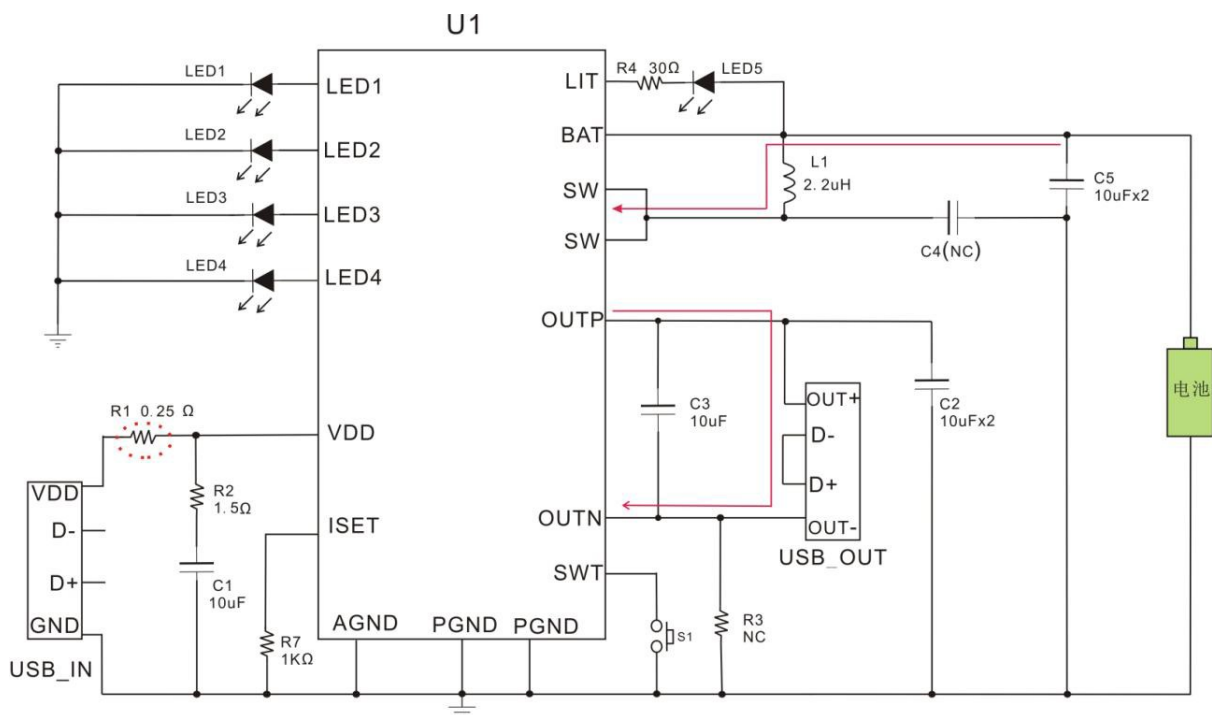 U1
LED1
LED1
LED2
LED2
LED3
LED3
LED4
LED4
R1 0.25 Ω
VDD
VDD
D-
D+
GND
USB_IN
R2
1.5Ω
C1
10uF
ISET
R7
1KΩ
AGND
PGND
PGND
LIT
R4 30Ω
LED5
BAT
SW
SW
L1
2.2uH
C4(NC)
C5
10uFx2
OUTP
C3
10uF
OUT+
D-
D+
OUT-
USB_OUT
C2
10uFx2
电池
OUTN
SWT
S1
R3
NC